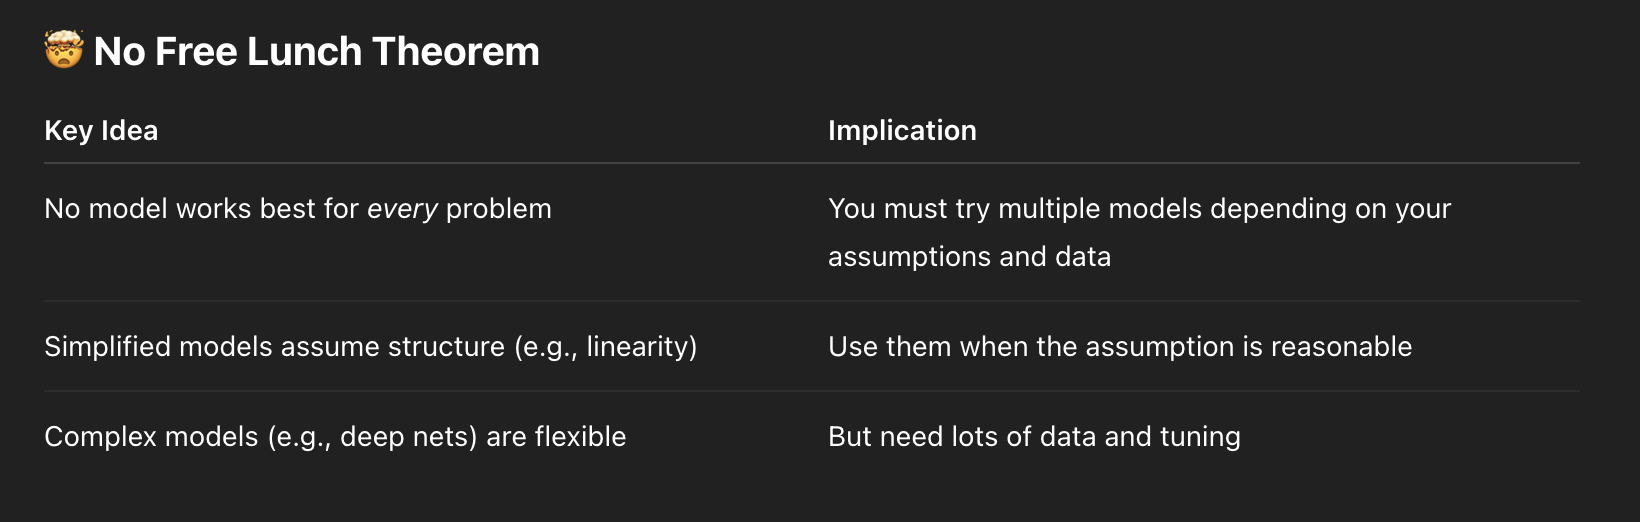 🤯 No Free Lunch Theorem
Key Idea
Implication
No model works best for every problem
You must try multiple models depending on your
assumptions and data
Simplified models assume structure (e.g., linearity)
Use them when the assumption is reasonable
Complex models (e.g., deep nets) are flexible
But need lots of data and tuning